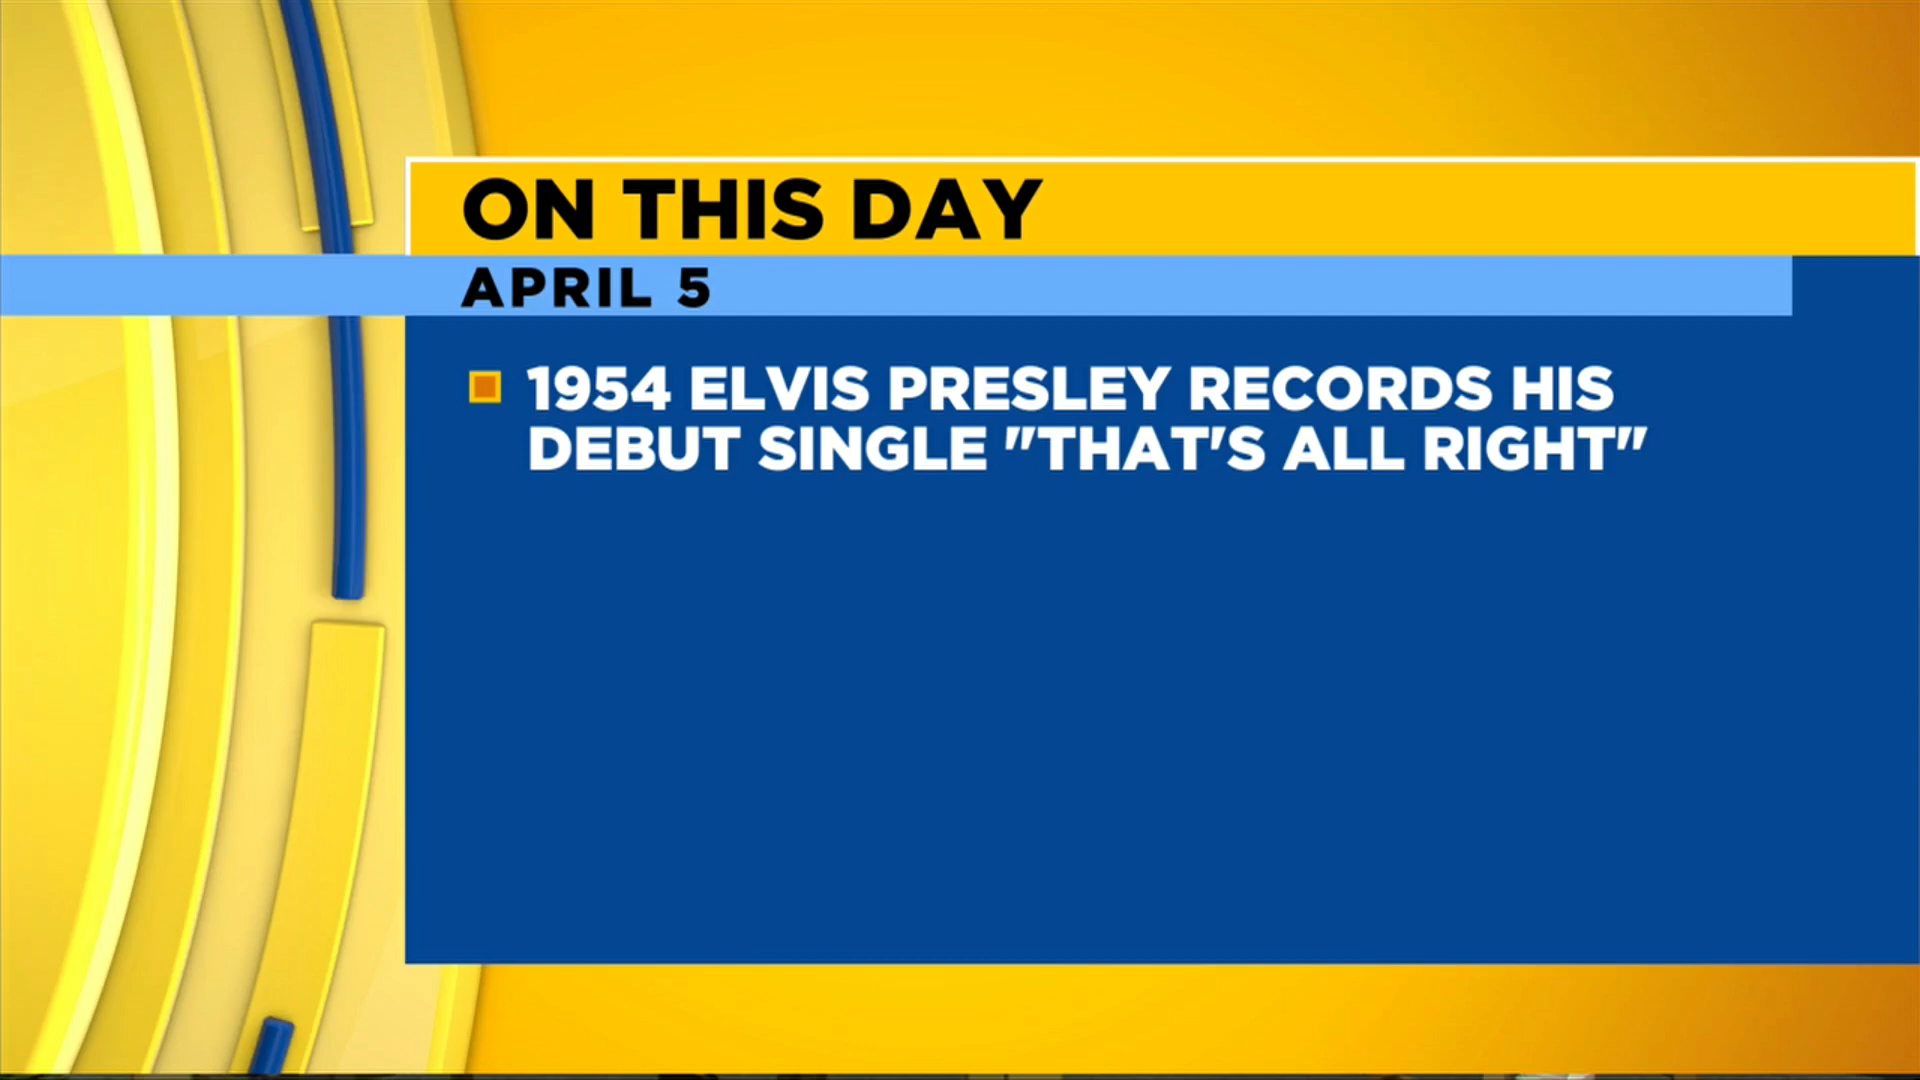 ON THIS DAY
APRIL 5
1954 ELVIS PRESLEY RECORDS HIS
DEBUT SINGLE "THAT'S ALL RIGHT"